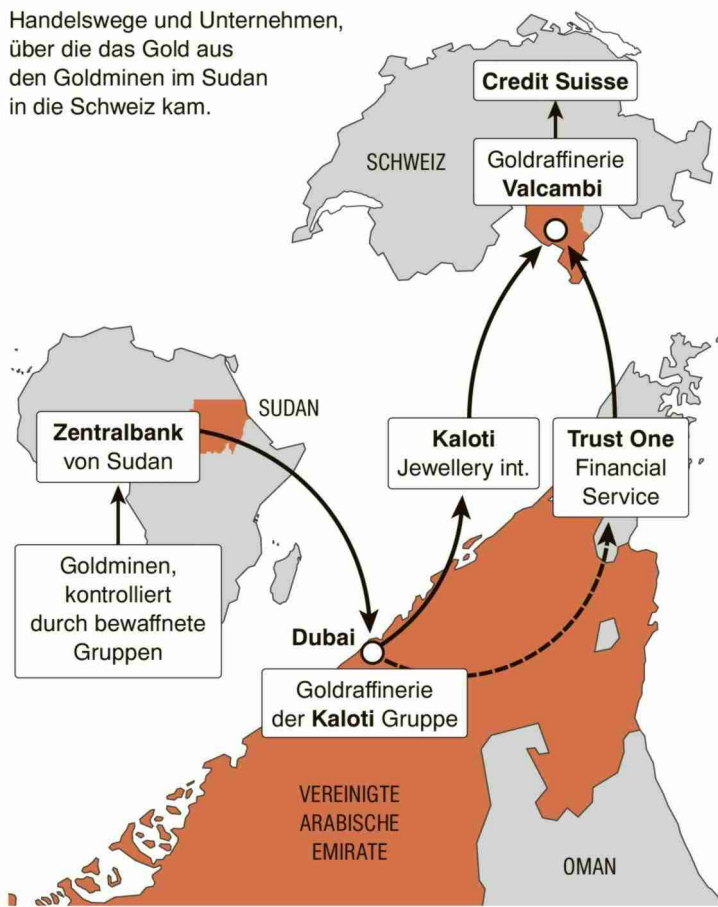 Handelswege und Unternehmen,
über die das Gold aus
den Goldminen im Sudan
in die Schweiz kam.
Credit Suisse
SCHWEIZ
Goldraffinerie
Valcambi
SUDAN
Zentralbank
von Sudan
Kaloti
Jewellery int.
Trust One
Financial
Service
Goldminen,
kontrolliert
durch bewaffnete
Gruppen
Dubai
Goldraffinerie
der Kaloti Gruppe
VEREINIGTE
ARABISCHE
EMIRATE
OMAN